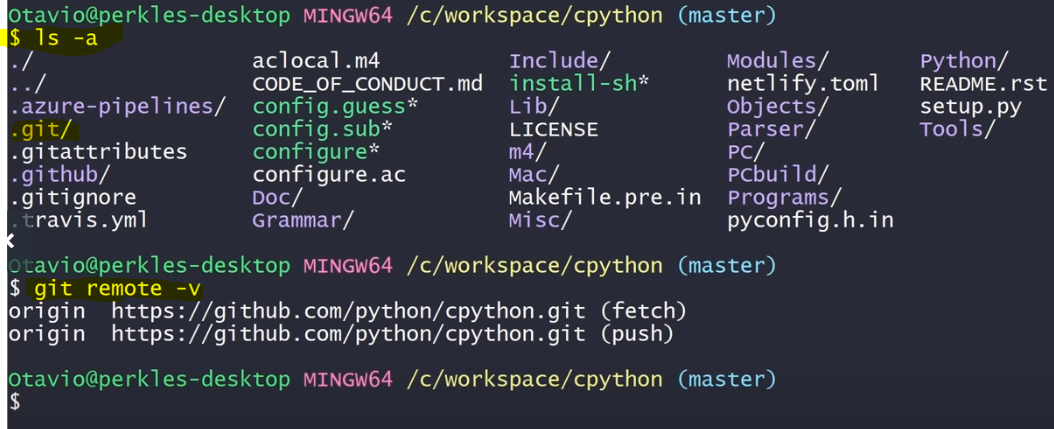 Otavio@perkles-desktop MINGW64 /c/workspace/cpython (master)
$ ls -a
./ aclocal.m4 Include/ Modules/ Python/
../ CODE_OF_CONDUCT.md install-sh* netlify.toml README.rst
.azure-pipelines/ config.guess* Lib/ Objects/ setup.py
.git/ config.sub* LICENSE Parser/ Tools/
.gitattributes configure* m4/ PC/
.github/ configure.ac Mac/ PCbuild/
.gitignore Doc/ Makefile.pre.in Programs/
.travis.yml Grammar/ Misc/ pyconfig.h.in
Otavio@perkles-desktop MINGW64 /c/workspace/cpython (master)
$ git remote -v
origin https://github.com/python/cpython.git (fetch)
origin https://github.com/python/cpython.git (push)
Otavio@perkles-desktop MINGW64 /c/workspace/cpython (master)
$